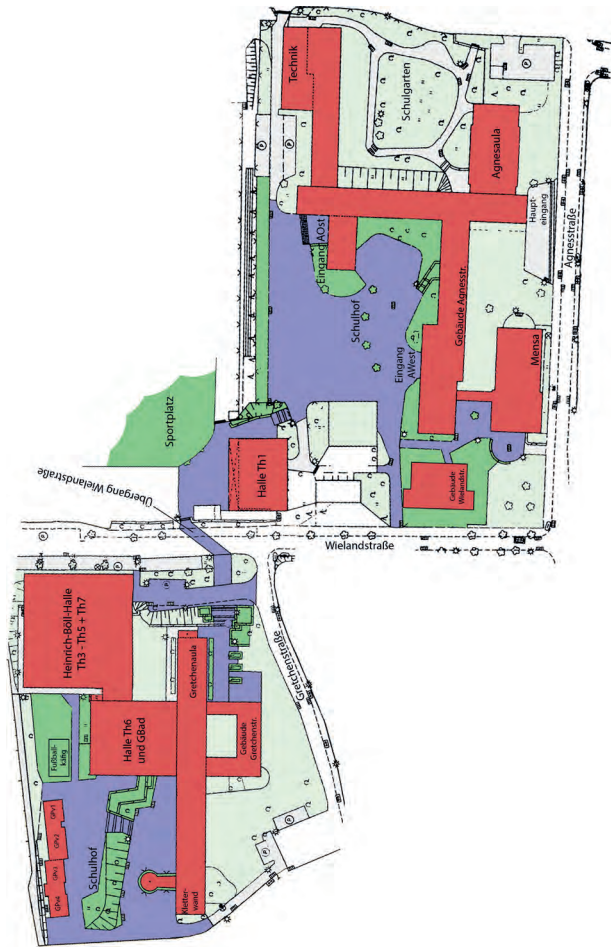 Technik
Schulgarten
Agnesaula
Haupt-
eingang
Agnesstraße
Eingang AOst
Schulhof
Eingang
AWest
Gebäude Agnesstr.
Mensa
Sportplatz
Halle Th1
Gebäude
Wielandstr.
Übergang Wielandstraße
Wielandstraße
Heinrich-Böll-Halle
Th3 - Th5 + Th7
Gretchenaula
Gretchenstraße
Halle Th6
und GBad
Gebäude
Gretchenstr.
Fußball-
käfig
GPv1
GPv2
GPv3
GPv4
Schulhof
Kletter-
wand
P
P
P
P
P
P